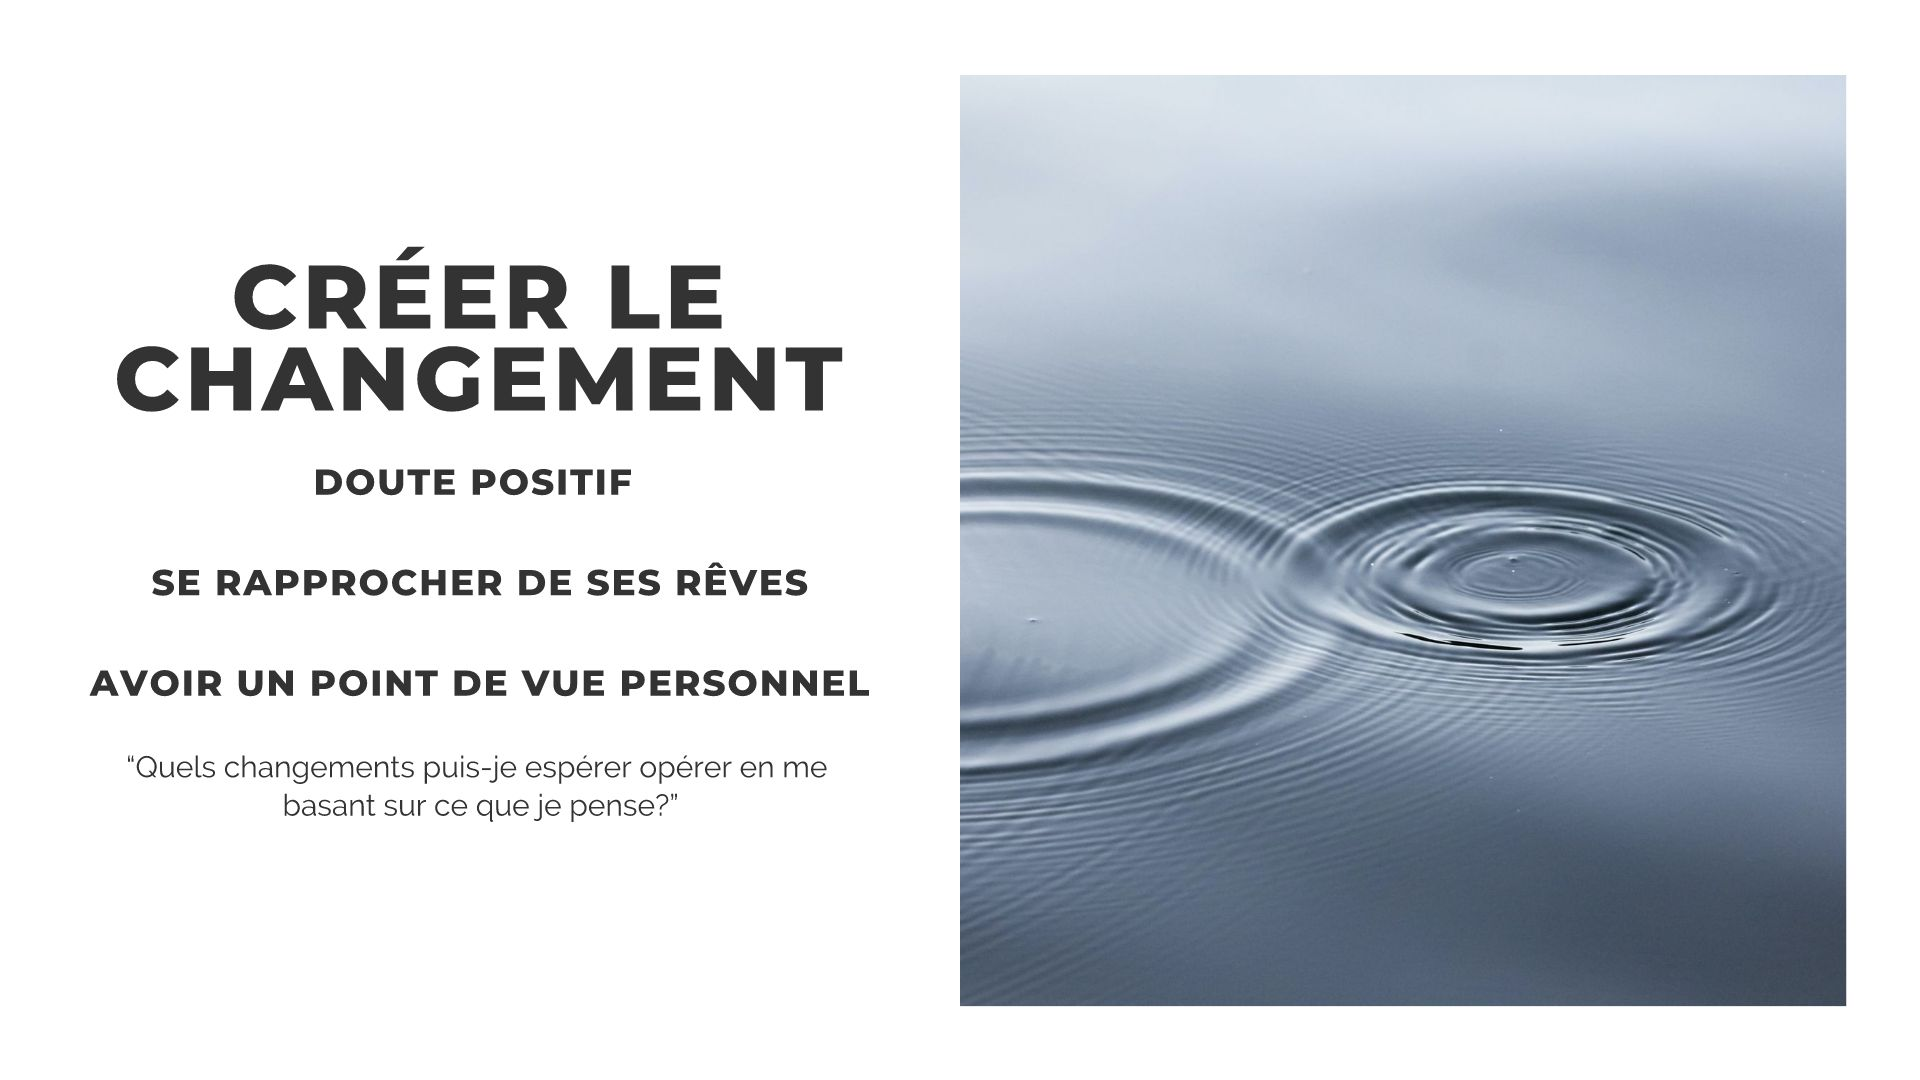 CRÉER LE
CHANGEMENT
DOUTE POSITIF
SE RAPPROCHER DE SES RÊVES
AVOIR UN POINT DE VUE PERSONNEL
“Quels changements puis-je espérer opérer en me
basant sur ce que je pense?”